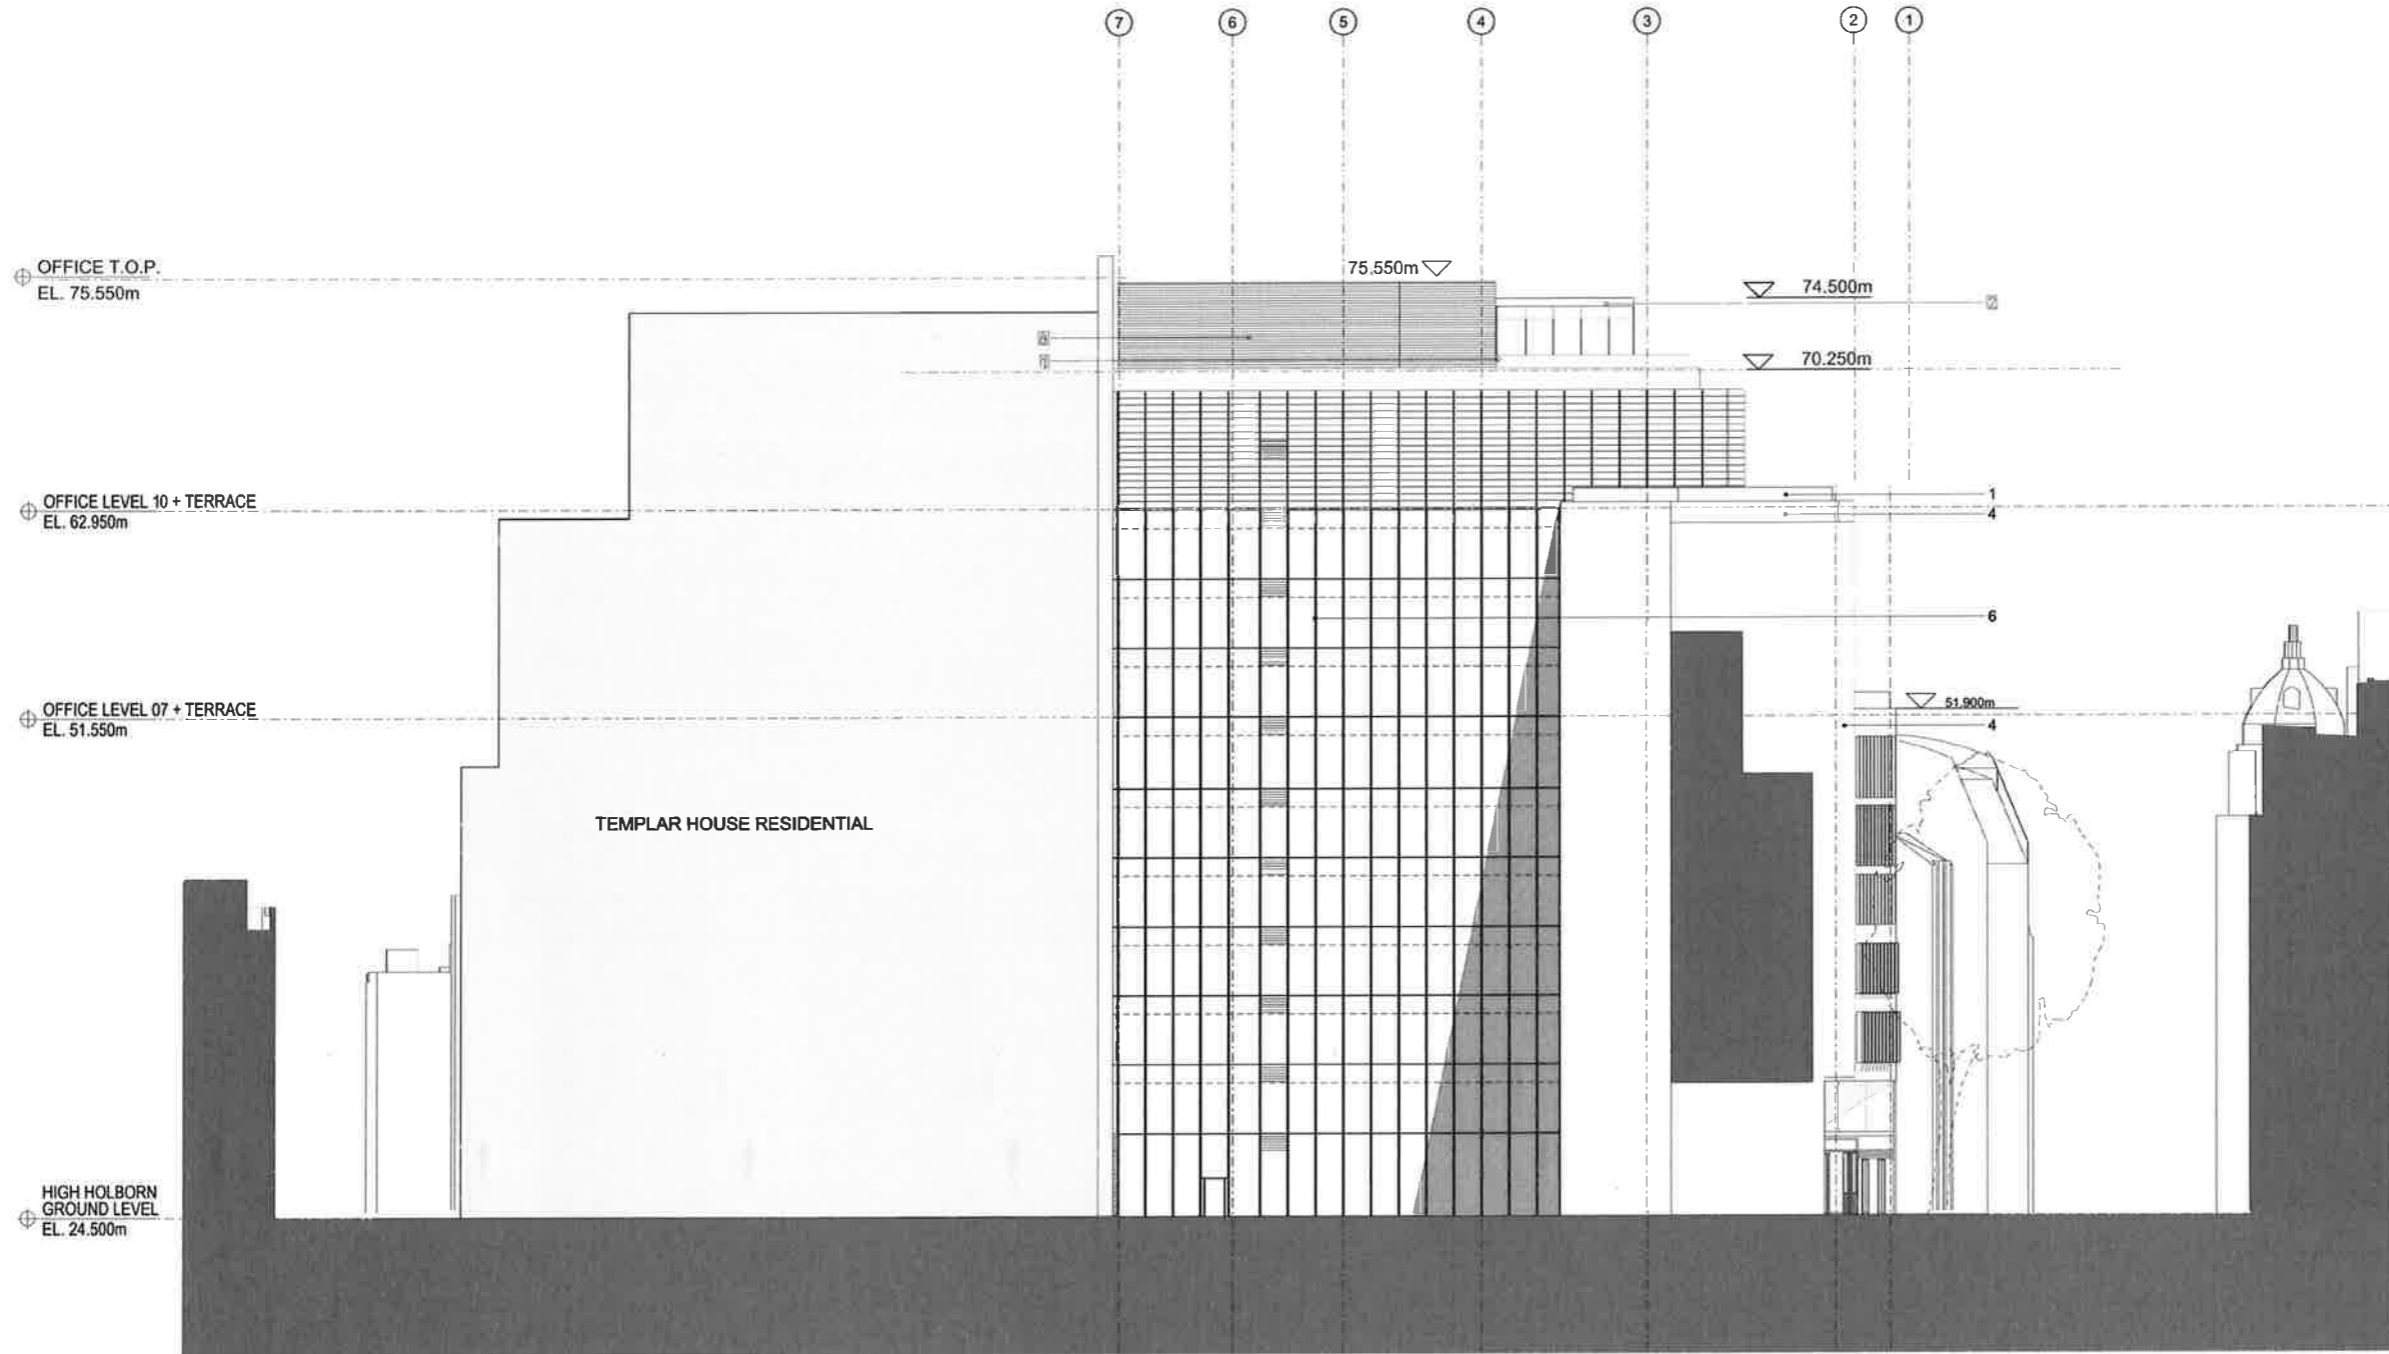 7 6 5 4 3 2 1
OFFICE T.O.P.
EL. 75.550m
75.550m
74.500m
2
70.250m
OFFICE LEVEL 10 + TERRACE
EL. 62.950m
1
4
6
OFFICE LEVEL 07 + TERRACE
EL. 51.550m
51.900m
4
TEMPLAR HOUSE RESIDENTIAL
HIGH HOLBORN
GROUND LEVEL
EL. 24.500m